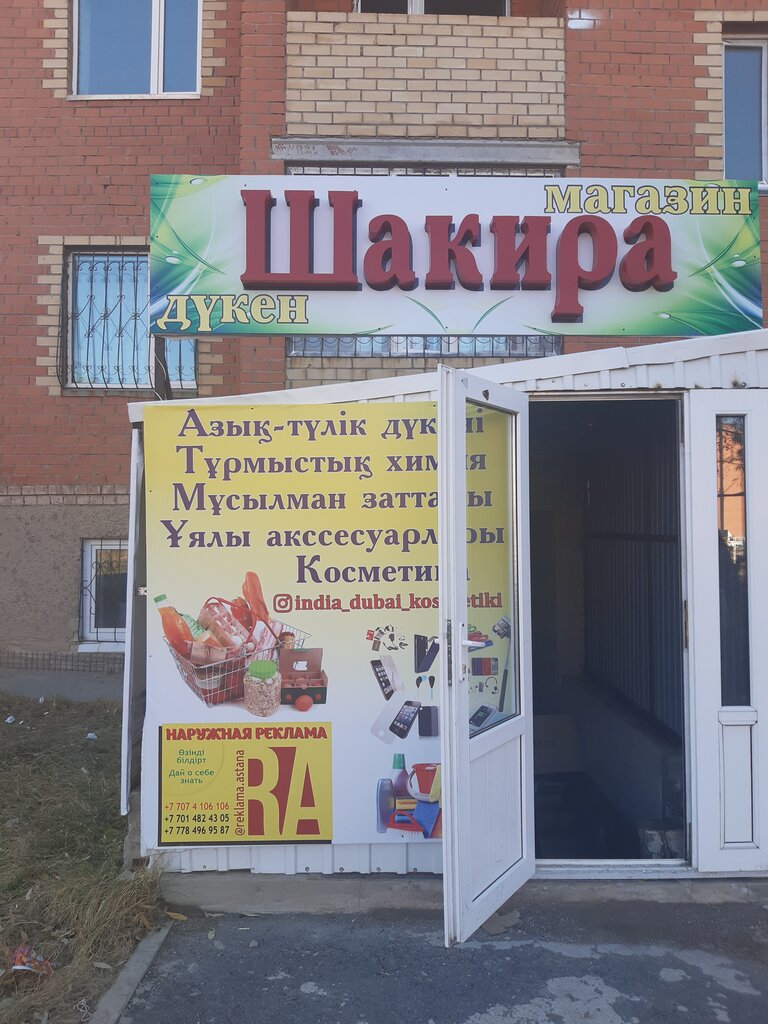 магазин
Шакира
дүкен
Азық-түлік дүкені
Тұрмыстық химия
Мұсылман заттары
Ұялы акссесуарлары
Косметика
india_dubai_kosmetiki
НАРУЖНАЯ РЕКЛАМА
Өзіңді
білдірт
Дай о себе
знать
+7 707 4 106 106
+7 701 482 43 05
+7 778 496 95 87
@reklama.astana
RA